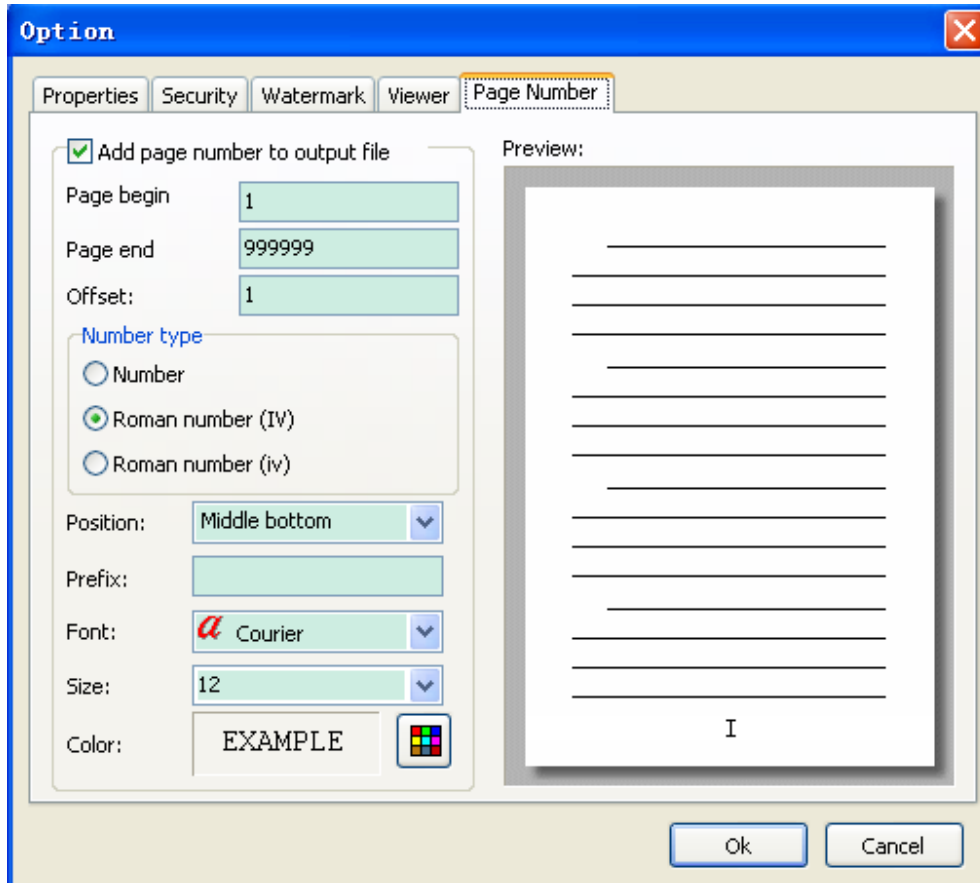 Option
Properties Security Watermark Viewer Page Number
Add page number to output file
Page begin 1
Page end 999999
Offset: 1
Number type
Number
Roman number (IV)
Roman number (iv)
Position: Middle bottom
Prefix:
Font: a Courier
Size: 12
Color: EXAMPLE
Preview:
I
Ok Cancel